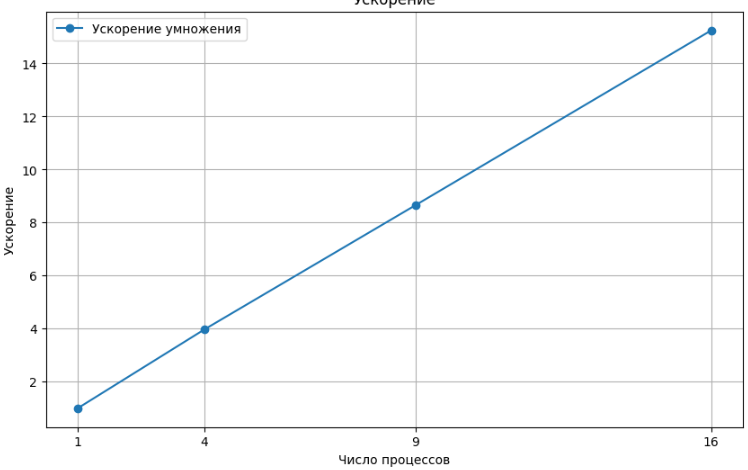 Ускорение
Ускорение умножения
14
12
10
8
6
4
2
Ускорение
1 4 9 16
Число процессов